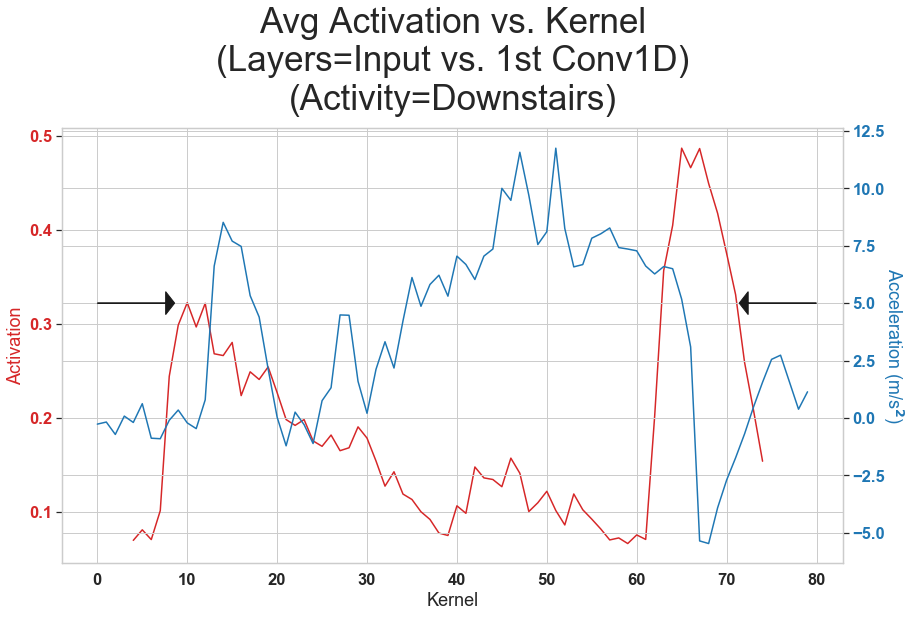 Avg Activation vs. Kernel
(Layers=Input vs. 1st Conv1D)
(Activity=Downstairs)
0.5
0.4
0.3
0.2
0.1
Activation
12.5
10.0
7.5
5.0
2.5
0.0
−2.5
−5.0
Acceleration (m/s²)
0 10 20 30 40 50 60 70 80
Kernel